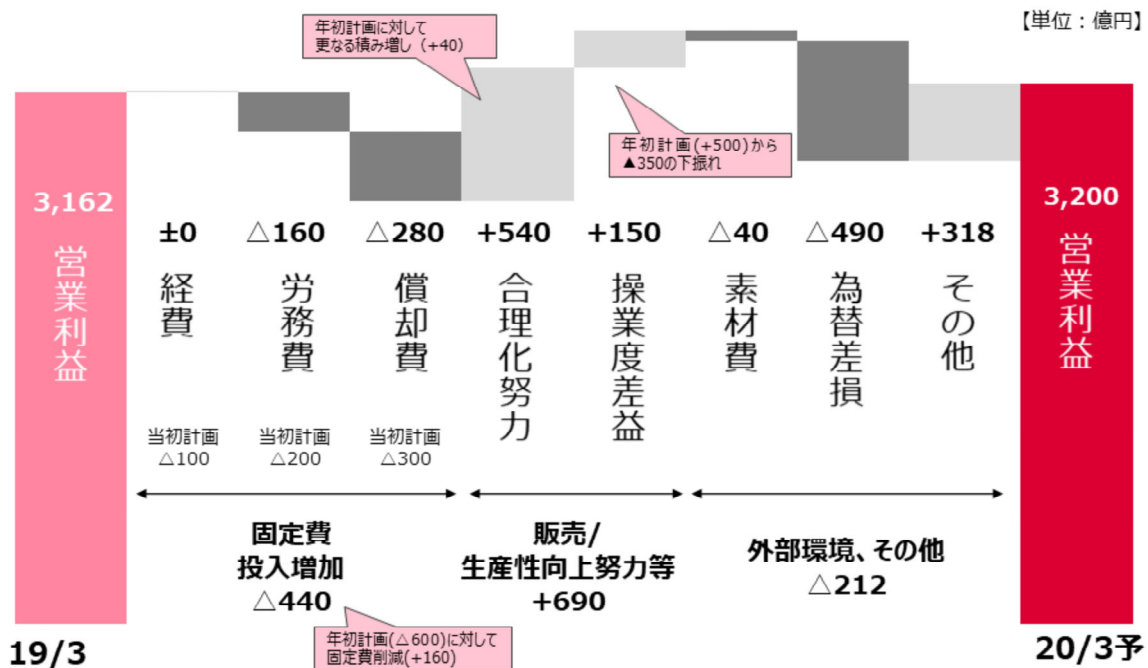 【単位：億円】
年初計画に対して
更なる積み増し（+40）
年初計画(+500)から
▲350の下振れ
3,162
営業利益
±0
経費
当初計画
△100
△160
労務費
当初計画
△200
△280
償却費
当初計画
△300
+540
合理化努力
+150
操業度差益
△40
素材費
△490
為替差損
+318
その他
3,200
営業利益
固定費
投入増加
△440
販売/
生産性向上努力等
+690
外部環境、その他
△212
年初計画(△600)に対して
固定費削減(+160)
19/3
20/3予